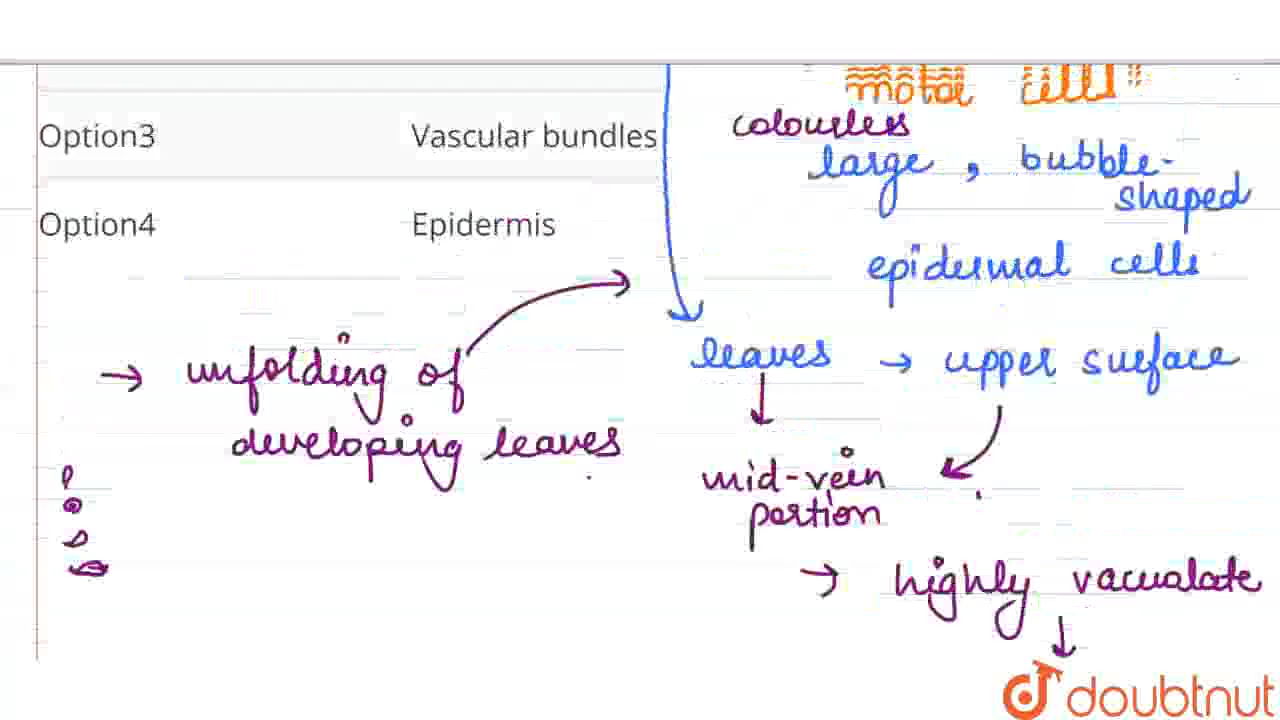 "motor cells"
Option3 Vascular bundles
colourless
large , bubble-
shaped
Option4 Epidermis
epidermal cells
→ unfolding of
developing leaves
leaves → upper surface
mid-vein
portion
→ highly vacualate
doubtnut